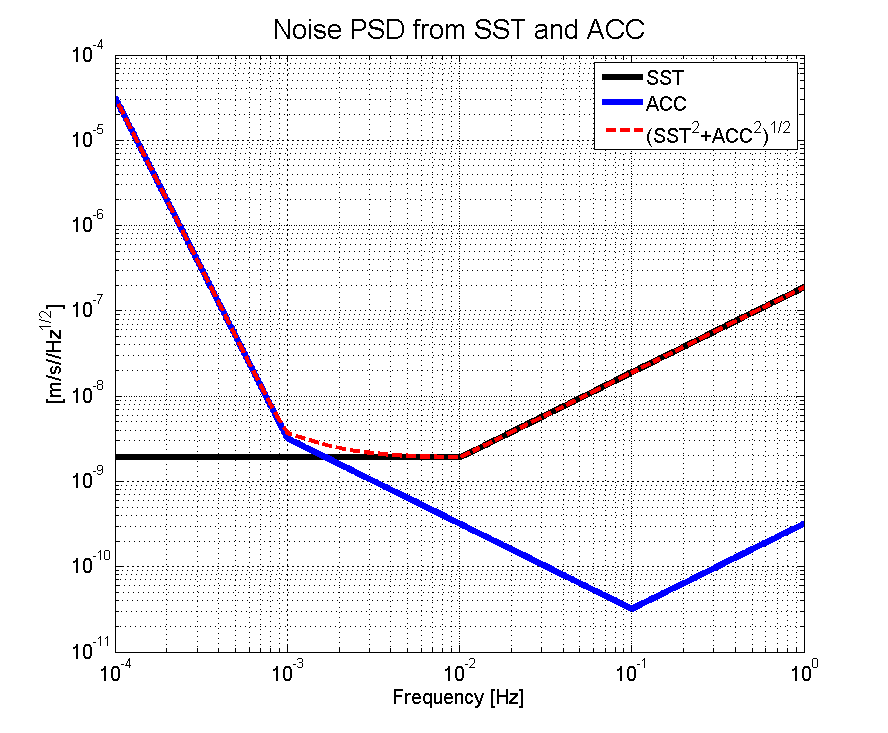 Noise PSD from SST and ACC
SST
ACC
(SST²+ACC²)^1/2
[m/s//Hz^1/2]
10⁻⁴
10⁻⁵
10⁻⁶
10⁻⁷
10⁻⁸
10⁻⁹
10⁻¹⁰
10⁻¹¹
10⁻⁴ 10⁻³ 10⁻² 10⁻¹ 10⁰
Frequency [Hz]